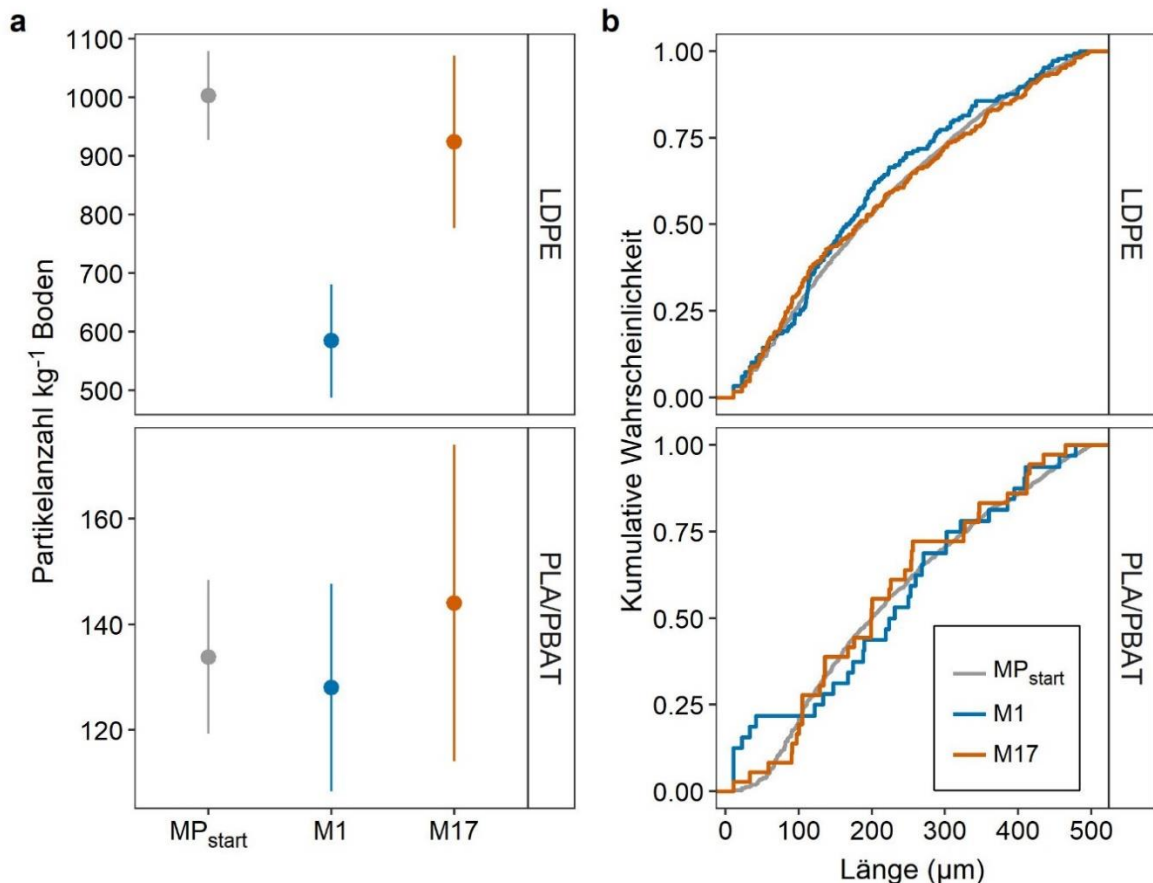 a
Partikelanzahl kg⁻¹ Boden
1100
1000
900
800
700
600
500
LDPE
160
140
120
PLA/PBAT
MPstart
M1
M17
b
Kumulative Wahrscheinlichkeit
1.00
0.75
0.50
0.25
0.00
LDPE
1.00
0.75
0.50
0.25
0.00
PLA/PBAT
MPstart
M1
M17
0 100 200 300 400 500
Länge (µm)